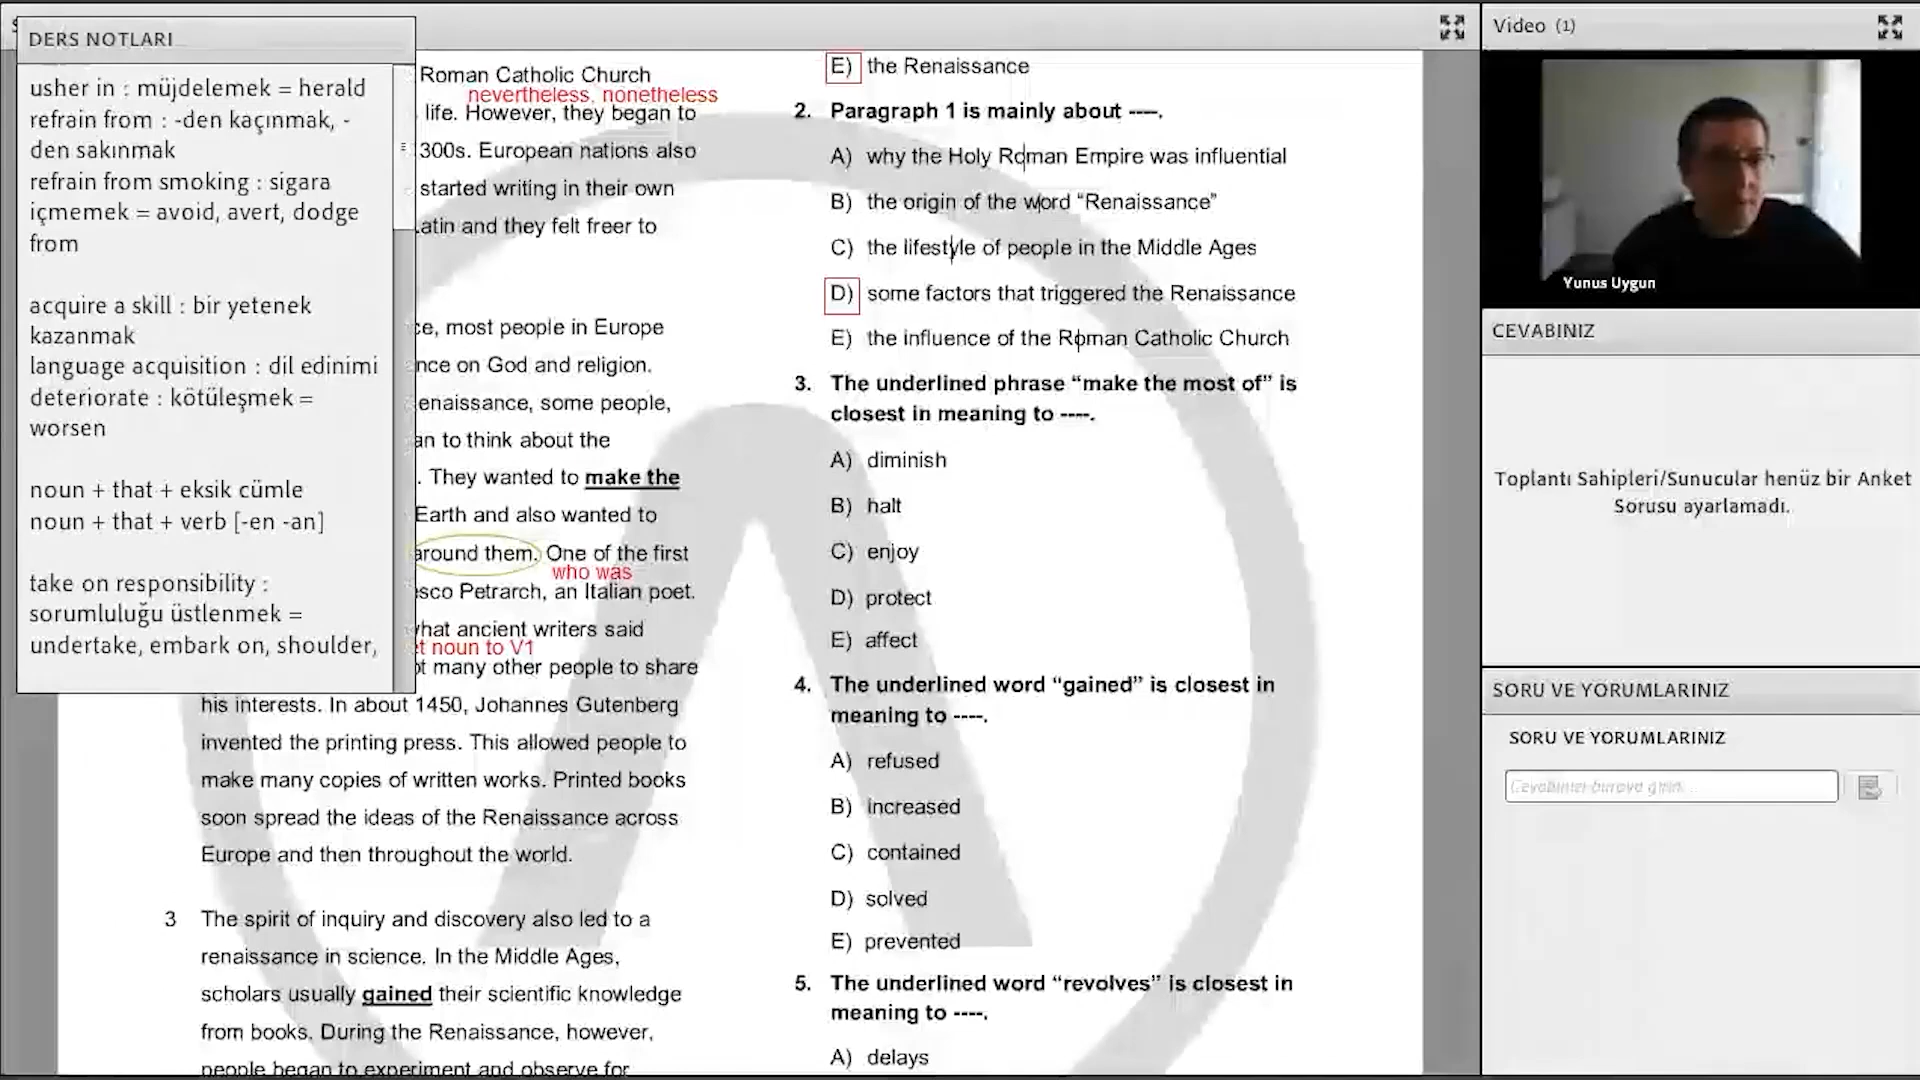 DERS NOTLARI
usher in : müjdelemek = herald
refrain from : -den kaçınmak, -
den sakınmak
refrain from smoking : sigara
içmemek = avoid, avert, dodge
from
acquire a skill : bir yetenek
kazanmak
language acquisition : dil edinimi
deteriorate : kötüleşmek =
worsen
noun + that + eksik cümle
noun + that + verb [-en -an]
take on responsibility :
sorumluluğu üstlenmek =
undertake, embark on, shoulder,
Roman Catholic Church
nevertheless, nonetheless
life. However, they began to
300s. European nations also
started writing in their own
atin and they felt freer to
ce, most people in Europe
nce on God and religion.
enaissance, some people,
an to think about the
. They wanted to make the
Earth and also wanted to
around them. One of the first
who was
sco Petrarch, an Italian poet.
what ancient writers said
t noun to V1
ot many other people to share
his interests. In about 1450, Johannes Gutenberg
invented the printing press. This allowed people to
make many copies of written works. Printed books
soon spread the ideas of the Renaissance across
Europe and then throughout the world.
3 The spirit of inquiry and discovery also led to a
renaissance in science. In the Middle Ages,
scholars usually gained their scientific knowledge
from books. During the Renaissance, however,
people began to experiment and observe for
E) the Renaissance
2. Paragraph 1 is mainly about ----.
A) why the Holy Roman Empire was influential
B) the origin of the word “Renaissance”
C) the lifestyle of people in the Middle Ages
D) some factors that triggered the Renaissance
E) the influence of the Roman Catholic Church
3. The underlined phrase “make the most of” is
closest in meaning to ----.
A) diminish
B) halt
C) enjoy
D) protect
E) affect
4. The underlined word “gained” is closest in
meaning to ----.
A) refused
B) increased
C) contained
D) solved
E) prevented
5. The underlined word “revolves” is closest in
meaning to ----.
A) delays
Video (1)
Yunus Uygun
CEVABINIZ
Toplantı Sahipleri/Sunucular henüz bir Anket
Sorusu ayarlamadı.
SORU VE YORUMLARINIZ
SORU VE YORUMLARINIZ
Cevabınızı buraya girin...